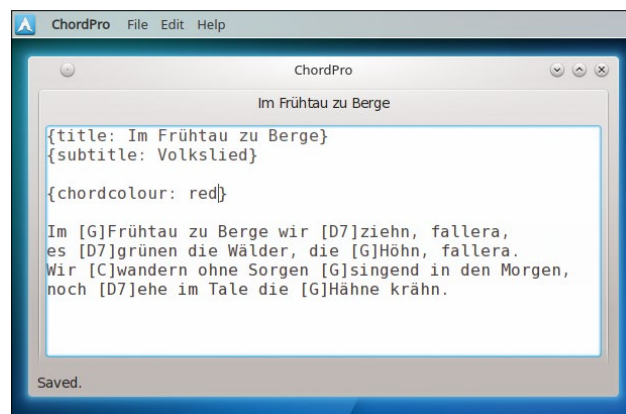 ChordPro File Edit Help
ChordPro
Im Frühtau zu Berge
{title: Im Frühtau zu Berge}
{subtitle: Volkslied}
{chordcolour: red}
Im [G]Frühtau zu Berge wir [D7]ziehn, fallera,
es [D7]grünen die Wälder, die [G]Höhn, fallera.
Wir [C]wandern ohne Sorgen [G]singend in den Morgen,
noch [D7]ehe im Tale die [G]Hähne krähn.
Saved.